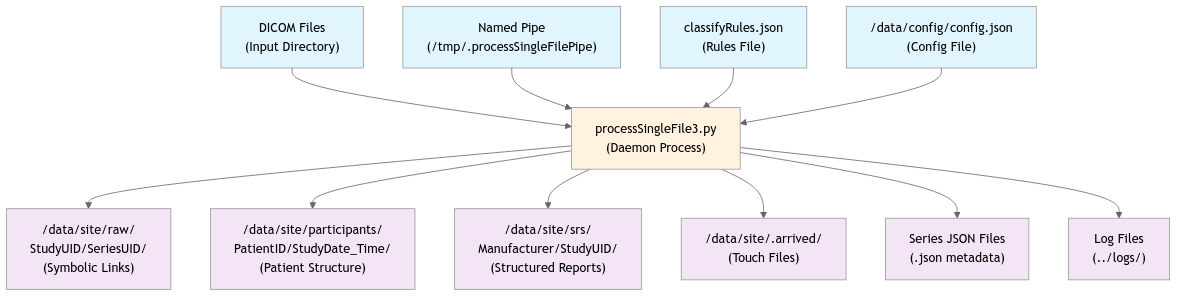 DICOM Files
(Input Directory)
Named Pipe
(/tmp/.processSingleFilePipe)
classifyRules.json
(Rules File)
/data/config/config.json
(Config File)
processSingleFile3.py
(Daemon Process)
/data/site/raw/
StudyUID/SeriesUID/
(Symbolic Links)
/data/site/participants/
PatientID/StudyDate_Time/
(Patient Structure)
/data/site/srs/
Manufacturer/StudyUID/
(Structured Reports)
/data/site/.arrived/
(Touch Files)
Series JSON Files
(.json metadata)
Log Files
(../logs/)